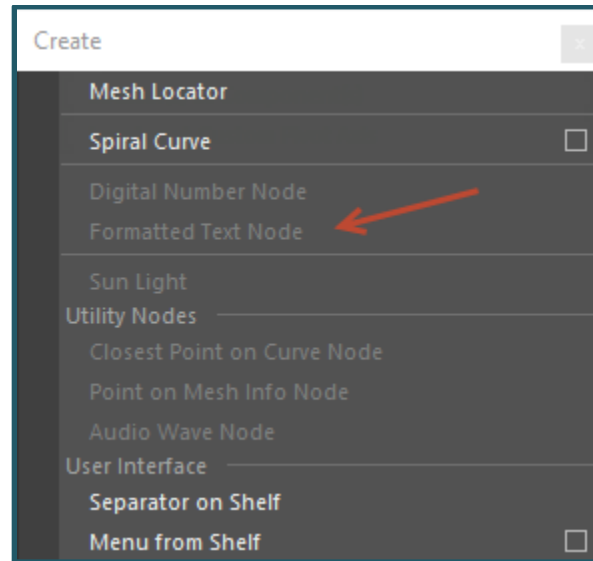 Create
x
Mesh Locator
Spiral Curve
Digital Number Node
Formatted Text Node
Sun Light
Utility Nodes
Closest Point on Curve Node
Point on Mesh Info Node
Audio Wave Node
User Interface
Separator on Shelf
Menu from Shelf